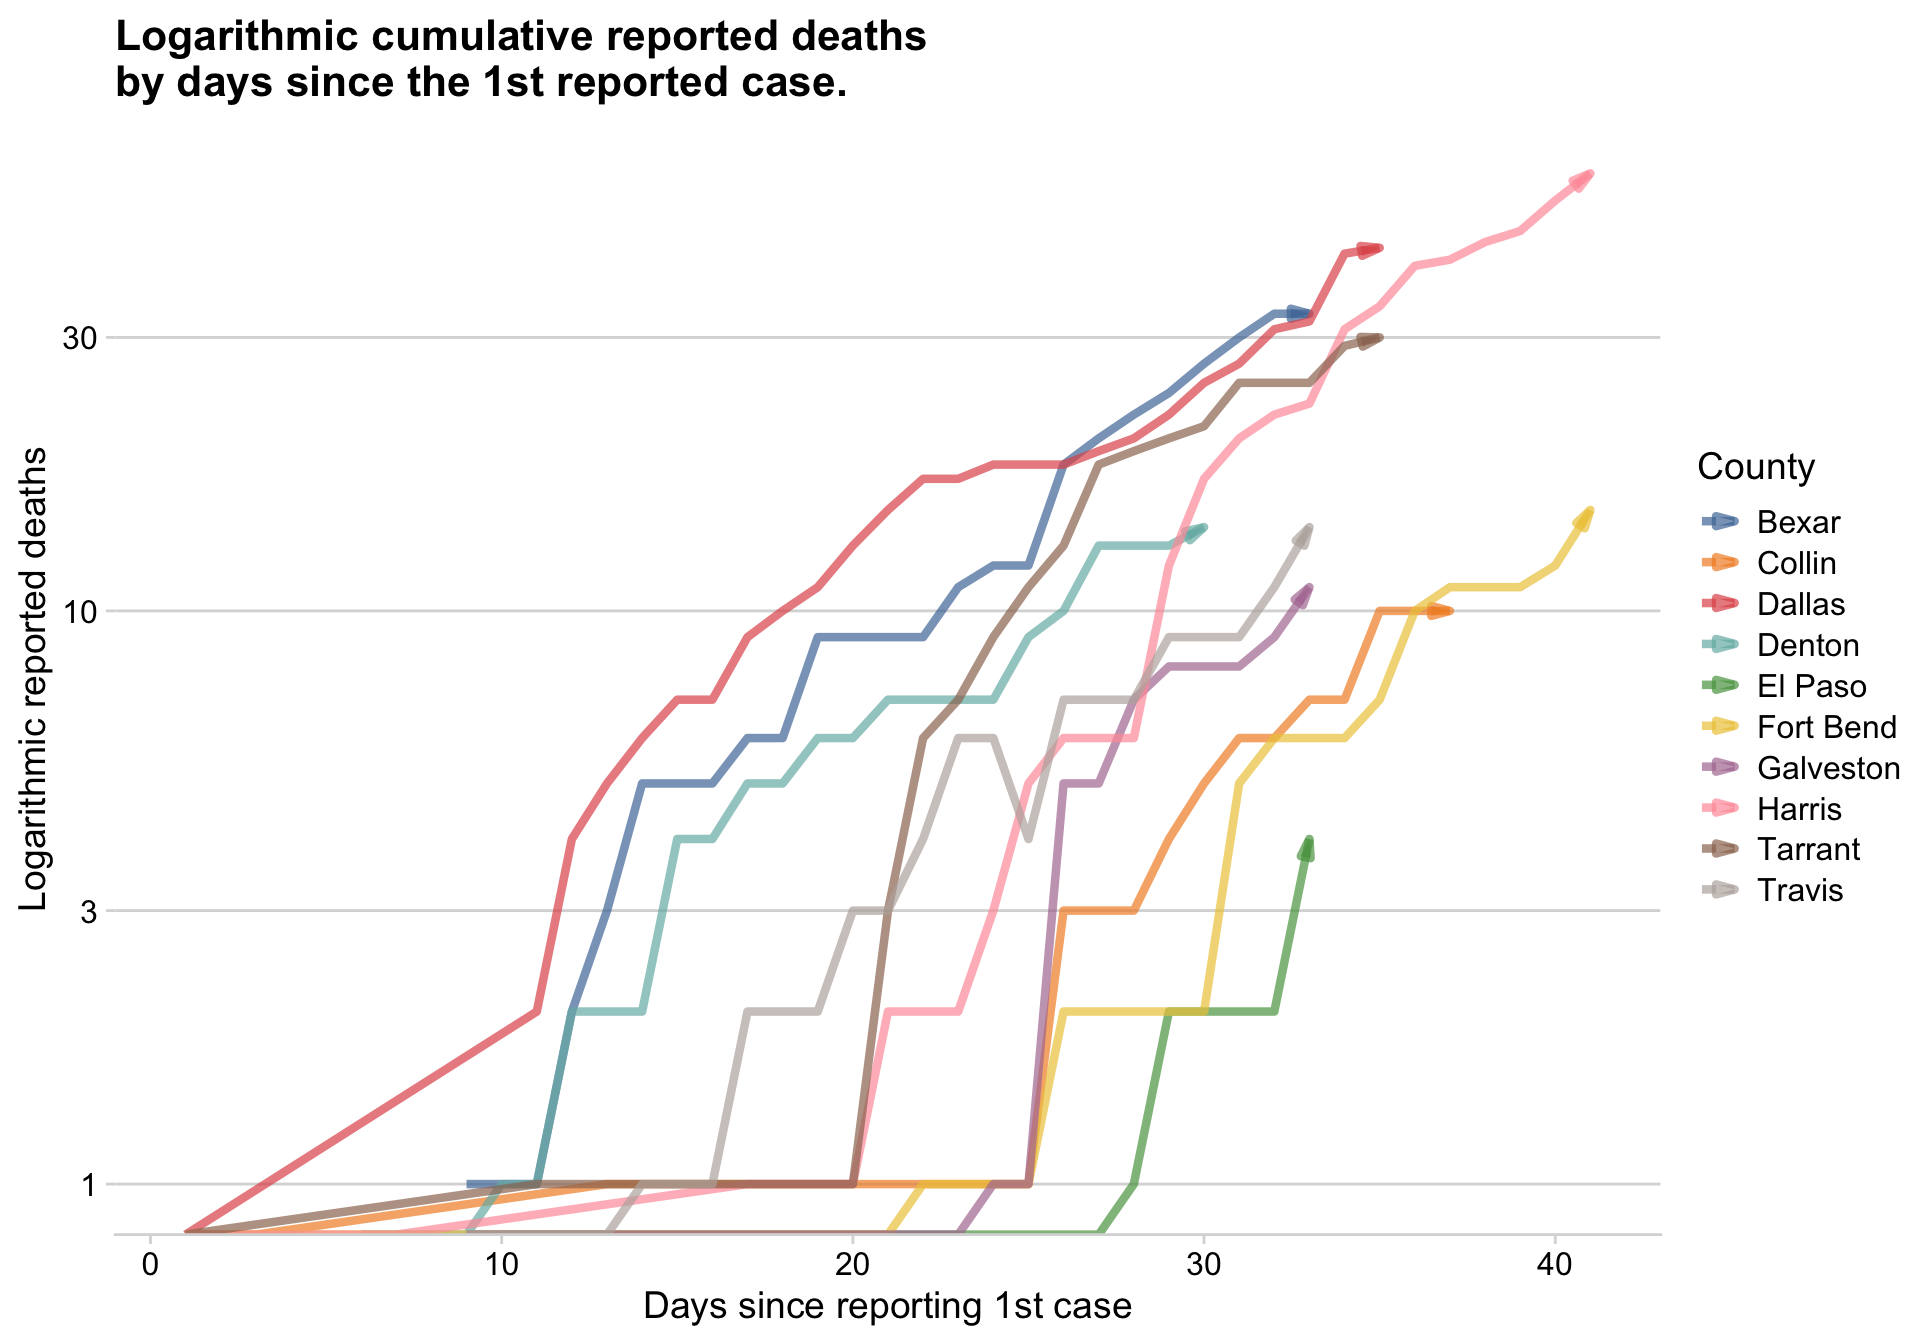 Logarithmic cumulative reported deaths
by days since the 1st reported case.
Logarithmic reported deaths
30
10
3
1
0
10
20
30
40
Days since reporting 1st case
County
Bexar
Collin
Dallas
Denton
El Paso
Fort Bend
Galveston
Harris
Tarrant
Travis